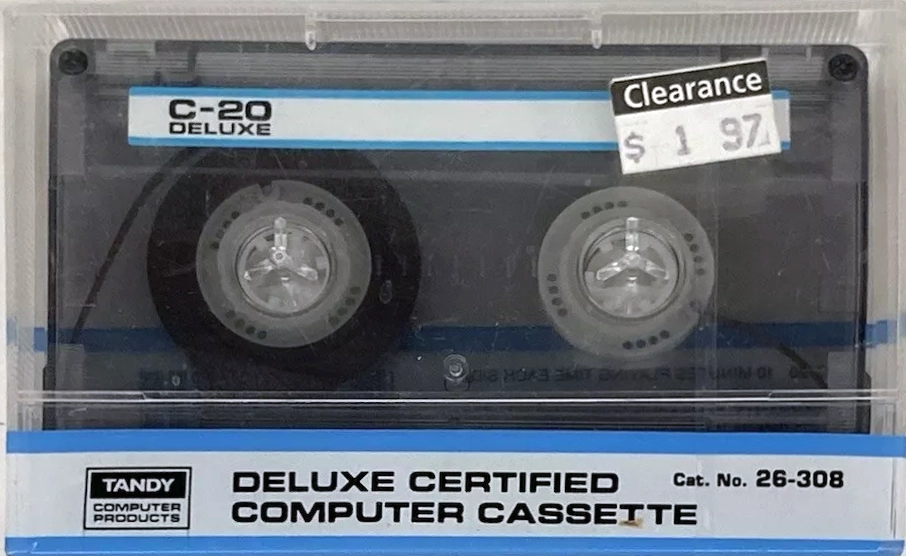 C-20
DELUXE
Clearance
$ 1 97
10 MINUTES PLAYING TIME EACH SIDE
TANDY
COMPUTER
PRODUCTS
DELUXE CERTIFIED
COMPUTER CASSETTE
Cat. No. 26-308